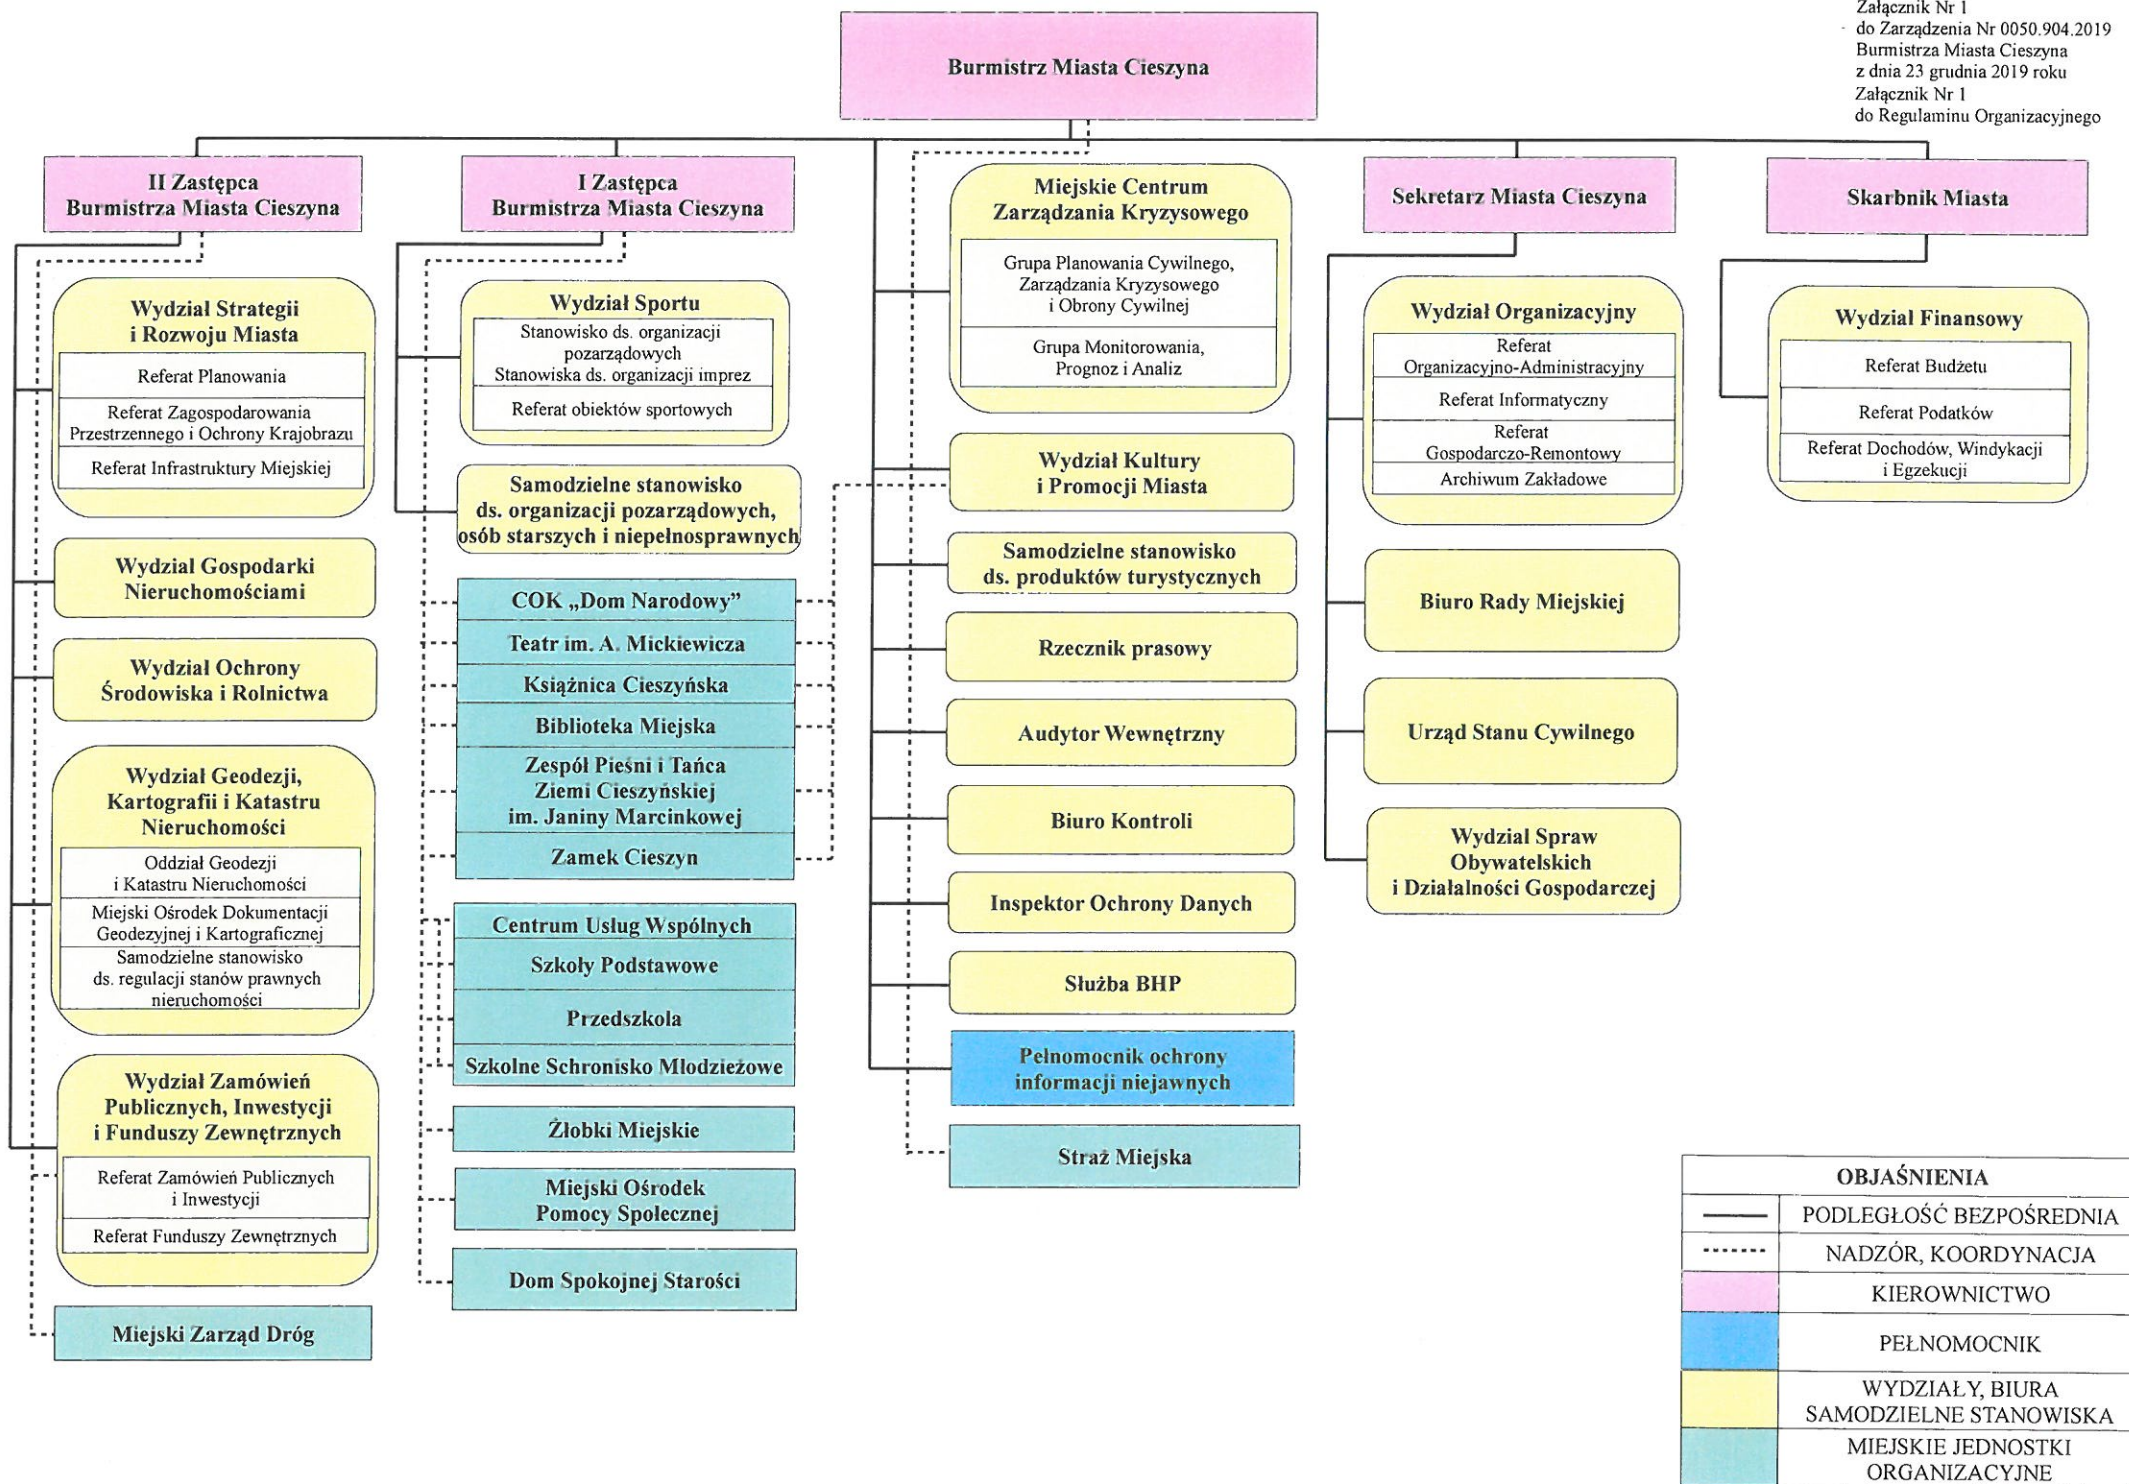 Załącznik Nr 1
do Zarządzenia Nr 0050.904.2019
Burmistrza Miasta Cieszyna
z dnia 23 grudnia 2019 roku
Załącznik Nr 1
do Regulaminu Organizacyjnego
Burmistrz Miasta Cieszyna
II Zastępca
Burmistrza Miasta Cieszyna
Wydział Strategii
i Rozwoju Miasta
Referat Planowania
Referat Zagospodarowania
Przestrzennego i Ochrony Krajobrazu
Referat Infrastruktury Miejskiej
Wydział Gospodarki
Nieruchomościami
Wydział Ochrony
Środowiska i Rolnictwa
Wydział Geodezji,
Kartografii i Katastru
Nieruchomości
Oddział Geodezji
i Katastru Nieruchomości
Miejski Ośrodek Dokumentacji
Geodezyjnej i Kartograficznej
Samodzielne stanowisko
ds. regulacji stanów prawnych
nieruchomości
Wydział Zamówień
Publicznych, Inwestycji
i Funduszy Zewnętrznych
Referat Zamówień Publicznych
i Inwestycji
Referat Funduszy Zewnętrznych
Miejski Zarząd Dróg
I Zastępca
Burmistrza Miasta Cieszyna
Wydział Sportu
Stanowisko ds. organizacji
pozarządowych
Stanowiska ds. organizacji imprez
Referat obiektów sportowych
Samodzielne stanowisko
ds. organizacji pozarządowych,
osób starszych i niepełnosprawnych
COK „Dom Narodowy”
Teatr im. A. Mickiewicza
Książnica Cieszyńska
Biblioteka Miejska
Zespół Pieśni i Tańca
Ziemi Cieszyńskiej
im. Janiny Marcinkowej
Zamek Cieszyn
Centrum Usług Wspólnych
Szkoły Podstawowe
Przedszkola
Szkolne Schronisko Młodzieżowe
Żłobki Miejskie
Miejski Ośrodek
Pomocy Społecznej
Dom Spokojnej Starości
Miejskie Centrum
Zarządzania Kryzysowego
Grupa Planowania Cywilnego,
Zarządzania Kryzysowego
i Obrony Cywilnej
Grupa Monitorowania,
Prognoz i Analiz
Wydział Kultury
i Promocji Miasta
Samodzielne stanowisko
ds. produktów turystycznych
Rzecznik prasowy
Audytor Wewnętrzny
Biuro Kontroli
Inspektor Ochrony Danych
Służba BHP
Pełnomocnik ochrony
informacji niejawnych
Straż Miejska
Sekretarz Miasta Cieszyna
Wydział Organizacyjny
Referat
Organizacyjno-Administracyjny
Referat Informatyczny
Referat
Gospodarczo-Remontowy
Archiwum Zakładowe
Biuro Rady Miejskiej
Urząd Stanu Cywilnego
Wydział Spraw
Obywatelskich
i Działalności Gospodarczej
Skarbnik Miasta
Wydział Finansowy
Referat Budżetu
Referat Podatków
Referat Dochodów, Windykacji
i Egzekucji
OBJAŚNIENIA
PODLEGŁOŚĆ BEZPOŚREDNIA
NADZÓR, KOORDYNACJA
KIEROWNICTWO
PEŁNOMOCNIK
WYDZIAŁY, BIURA
SAMODZIELNE STANOWISKA
MIEJSKIE JEDNOSTKI
ORGANIZACYJNE